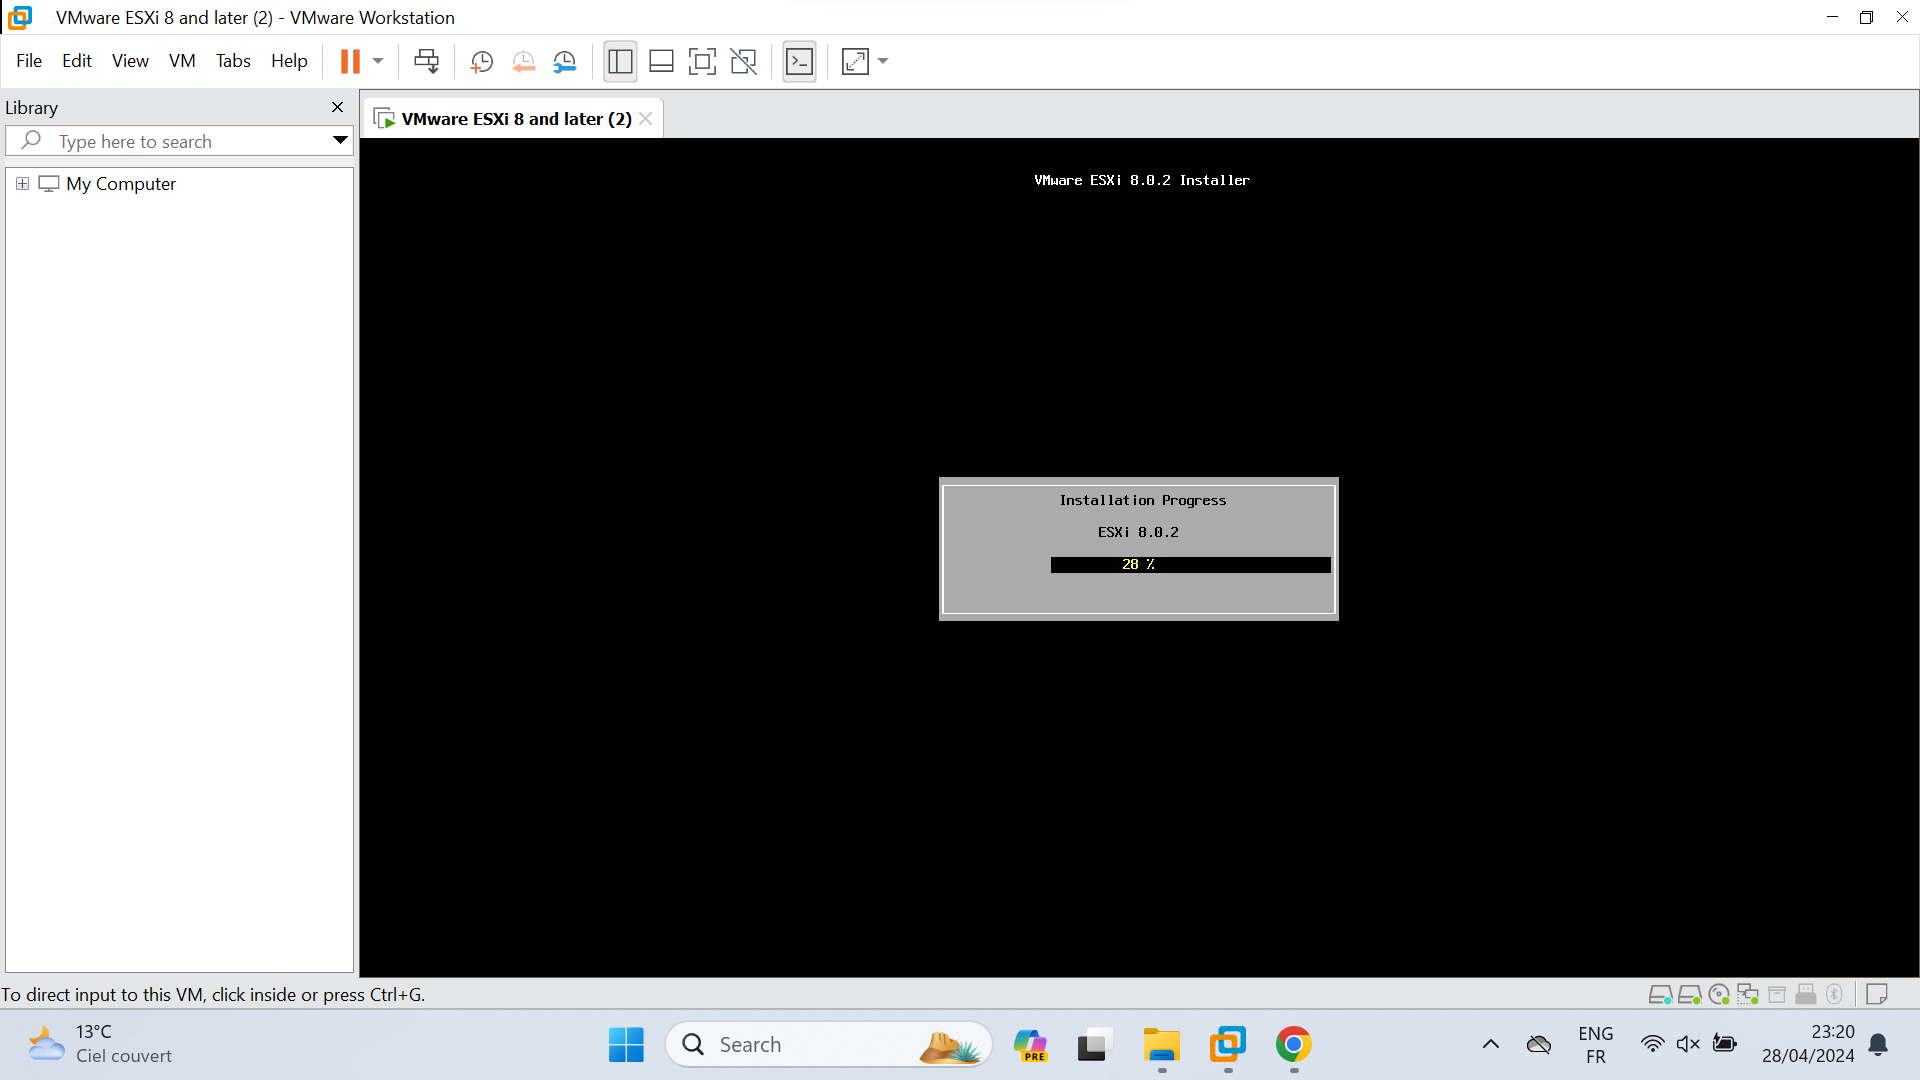 VMware ESXi 8 and later (2) - VMware Workstation
File Edit View VM Tabs Help
Library
Type here to search
My Computer
VMware ESXi 8 and later (2)
VMware ESXi 8.0.2 Installer
Installation Progress
ESXi 8.0.2
28 %
To direct input to this VM, click inside or press Ctrl+G.
13°C
Ciel couvert
Search
PRE
ENG
FR
23:20
28/04/2024